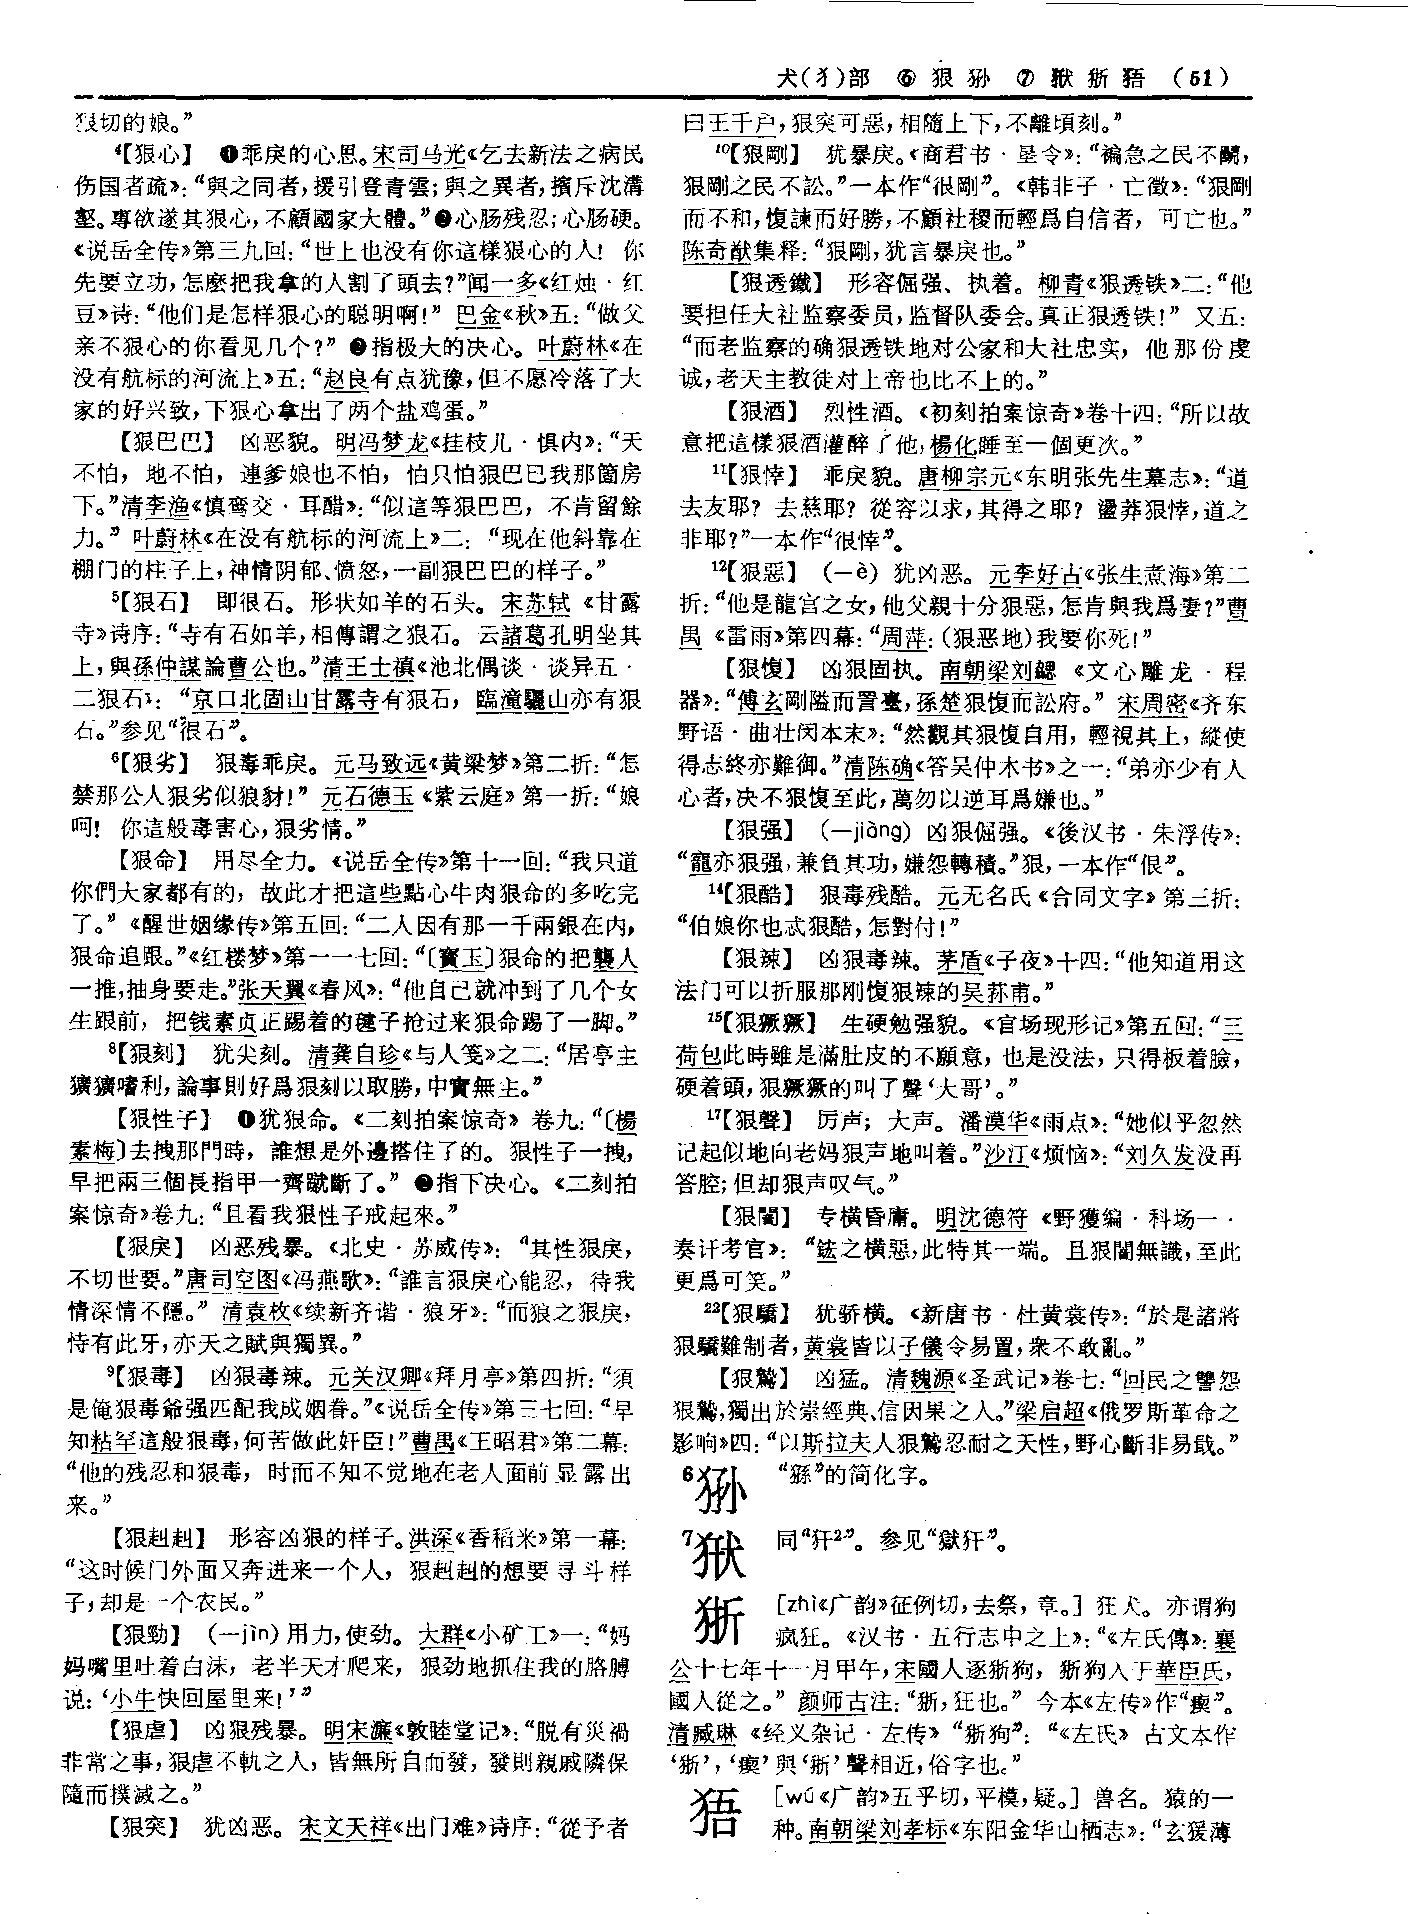 犬(犭)部 ⑥ 狠 狲 ⑦ 㹜 狾 㹳 (51)
狠切的娘。”
⁴【狠心】 ❶乖戾的心思。宋司马光《乞去新法之病民
伤国者疏》：“與之同者，援引登青雲；與之異者，擯斥沈溝
壑。專欲遂其狠心，不顧國家大體。”❷心肠残忍；心肠硬。
《说岳全传》第三九回：“世上也没有你這樣狠心的人！ 你
先要立功，怎麽把我拿的人割了頭去？”闻一多《红烛·红
豆》诗：“他们是怎样狠心的聪明啊！” 巴金《秋》五：“做父
亲不狠心的你看见几个？” ❷指极大的决心。叶蔚林《在
没有航标的河流上》五：“赵良有点犹豫，但不愿冷落了大
家的好兴致，下狠心拿出了两个盐鸡蛋。”
【狠巴巴】 凶恶貌。明冯梦龙《挂枝儿·惧内》：“天
不怕，地不怕，連爹娘也不怕，怕只怕狠巴巴我那箇房
下。”清李渔《慎鸾交·耳醋》：“似這等狠巴巴，不肯留餘
力。” 叶蔚林《在没有航标的河流上》二：“现在他斜靠在
棚门的柱子上，神情阴郁、愤怒，一副狠巴巴的样子。”
⁵【狠石】 即很石。形状如羊的石头。宋苏轼《甘露
寺》诗序：“寺有石如羊，相傳謂之狠石。云諸葛孔明坐其
上，與孫仲謀論曹公也。”清王士禛《池北偶谈·谈异五·
二狠石》：“京口北固山甘露寺有狠石，臨潼驪山亦有狠
石。”参见“很石”。
⁶【狠劣】 狠毒乖戾。元马致远《黄粱梦》第二折：“怎
禁那公人狠劣似狼豺！” 元石德玉《紫云庭》第一折：“娘
呵！ 你這般毒害心，狠劣情。”
【狠命】 用尽全力。《说岳全传》第十一回：“我只道
你們大家都有的，故此才把這些點心牛肉狠命的多吃完
了。”《醒世姻缘传》第五回：“二人因有那一千兩銀在内，
狠命追跟。”《红楼梦》第一一七回：“〔寶玉〕狠命的把襲人
一推，抽身要走。”张天翼《春风》：“他自己就冲到了几个女
生跟前，把钱素贞正踢着的毽子抢过来狠命踢了一脚。”
⁸【狠刻】 犹尖刻。清龚自珍《与人笺》之二：“居亭主
獷獷嗜利，論事則好爲狠刻以取勝，中實無主。”
【狠性子】 ❶犹狠命。《二刻拍案惊奇》卷九：“〔楊
素梅〕去拽那門時，誰想是外邊搭住了的。狠性子一拽，
早把兩三個長指甲一齊蹴斷了。” ❷指下决心。《二刻拍
案惊奇》卷九：“且看我狠性子戒起來。”
【狠戾】 凶恶残暴。《北史·苏威传》：“其性狠戾，
不切世要。”唐司空图《冯燕歌》：“誰言狠戾心能忍，待我
情深情不隱。” 清袁枚《续新齐谐·狼牙》：“而狼之狠戾，
恃有此牙，亦天之賦與獨異。”
⁹【狠毒】 凶狠毒辣。元关汉卿《拜月亭》第四折：“須
是俺狠毒爺强匹配我成姻眷。”《说岳全传》第三七回：“早
知粘罕這般狠毒，何苦做此奸臣！”曹禺《王昭君》第二幕：
“他的残忍和狠毒，时而不知不觉地在老人面前显露出
来。”
【狠赳赳】 形容凶狠的样子。洪深《香稻米》第一幕：
“这时候门外面又奔进来一个人，狠赳赳的想要寻斗样
子，却是一个农民。”
【狠勁】 （—jìn）用力，使劲。大群《小矿工》一：“妈
妈嘴里吐着白沫，老半天才爬来，狠劲地抓住我的胳膊
说：‘小牛快回屋里来！’”
【狠虐】 凶狠残暴。明宋濂《敦睦堂记》：“脱有災禍
非常之事，狠虐不軌之人，皆無所自而發，發則親戚隣保
隨而撲滅之。”
【狠突】 犹凶恶。宋文天祥《出门难》诗序：“從予者
曰王千户，狠突可惡，相隨上下，不離頃刻。”
¹⁰【狠剛】 犹暴戾。《商君书·垦令》：“褊急之民不鬭，
狠剛之民不訟。”一本作“很剛”。《韩非子·亡徵》：“狠剛
而不和，愎諫而好勝，不顧社稷而輕爲自信者，可亡也。”
陈奇猷集释：“狠剛，犹言暴戾也。”
【狠透鐵】 形容倔强、执着。柳青《狠透铁》二：“他
要担任大社监察委员，监督队委会。真正狠透铁！” 又五：
“而老监察的确狠透铁地对公家和大社忠实，他那份虔
诚，老天主教徒对上帝也比不上的。”
【狠酒】 烈性酒。《初刻拍案惊奇》卷十四：“所以故
意把這樣狠酒灌醉了他，楊化睡至一個更次。”
¹¹【狠悖】 乖戾貌。唐柳宗元《东明张先生墓志》：“道
去友耶？去慈耶？從容以求，其得之耶？盪莽狠悖，道之
非耶？”一本作“很悖”。
¹²【狠惡】 （—è）犹凶恶。元李好古《张生煮海》第二
折：“他是龍宫之女，他父親十分狠惡，怎肯與我爲妻？”曹
禺《雷雨》第四幕：“周萍：（狠恶地）我要你死！”
【狠愎】 凶狠固执。南朝梁刘勰《文心雕龙·程
器》：“傅玄剛隘而詈臺，孫楚狠愎而訟府。” 宋周密《齐东
野语·曲壮闵本末》：“然觀其狠愎自用，輕視其上，縱使
得志終亦難御。”清陈确《答吴仲木书》之一：“弟亦少有人
心者，决不狠愎至此，萬勿以逆耳爲嫌也。”
【狠强】 （—jiàng）凶狠倔强。《後汉书·朱浮传》：
“寵亦狠强，兼負其功，嫌怨轉積。”狠，一本作“佷”。
¹⁴【狠酷】 狠毒残酷。元无名氏《合同文字》第三折：
“伯娘你也忒狠酷，怎對付！”
【狠辣】 凶狠毒辣。茅盾《子夜》十四：“他知道用这
法门可以折服那刚愎狠辣的吴荪甫。”
¹⁵【狠獗獗】 生硬勉强貌。《官场现形记》第五回：“三
荷包此時雖是滿肚皮的不願意，也是没法，只得板着臉，
硬着頭，狠獗獗的叫了聲‘大哥’。”
¹⁷【狠聲】 厉声；大声。潘漠华《雨点》：“她似乎忽然
记起似地向老妈狠声地叫着。”沙汀《烦恼》：“刘久发没再
答腔；但却狠声叹气。”
【狠闇】 专横昏庸。明沈德符《野獲编·科场一·
奏讦考官》：“鋐之横惡，此特其一端。且狠闇無識，至此
更爲可笑。”
²²【狠驕】 犹骄横。《新唐书·杜黄裳传》：“於是諸將
狠驕難制者，黄裳皆以子儀令易置，衆不敢亂。”
【狠鷙】 凶猛。清魏源《圣武记》卷七：“回民之讐怨
狠鷙，獨出於崇經典、信因果之人。”梁启超《俄罗斯革命之
影响》四：“以斯拉夫人狠鷙忍耐之天性，野心斷非易戢。”
⁶狲 “猻”的简化字。
⁷㹜 同“犴²”。参见“獄犴”。
狾 ［zhì《广韵》征例切，去祭，章。］狂犬。亦谓狗
疯狂。《汉书·五行志中之上》：“《左氏傳》：襄
公十七年十一月甲午，宋國人逐狾狗，狾狗入于華臣氏，
國人從之。” 颜师古注：“狾，狂也。” 今本《左传》作“瘈”。
清臧琳《经义杂记·左传》“狾狗”：“《左氏》古文本作
‘狾’，‘瘈’與‘狾’聲相近，俗字也。”
㹳 ［wú《广韵》五乎切，平模，疑。］兽名。猿的一
种。南朝梁刘孝标《东阳金华山栖志》：“玄猨薄